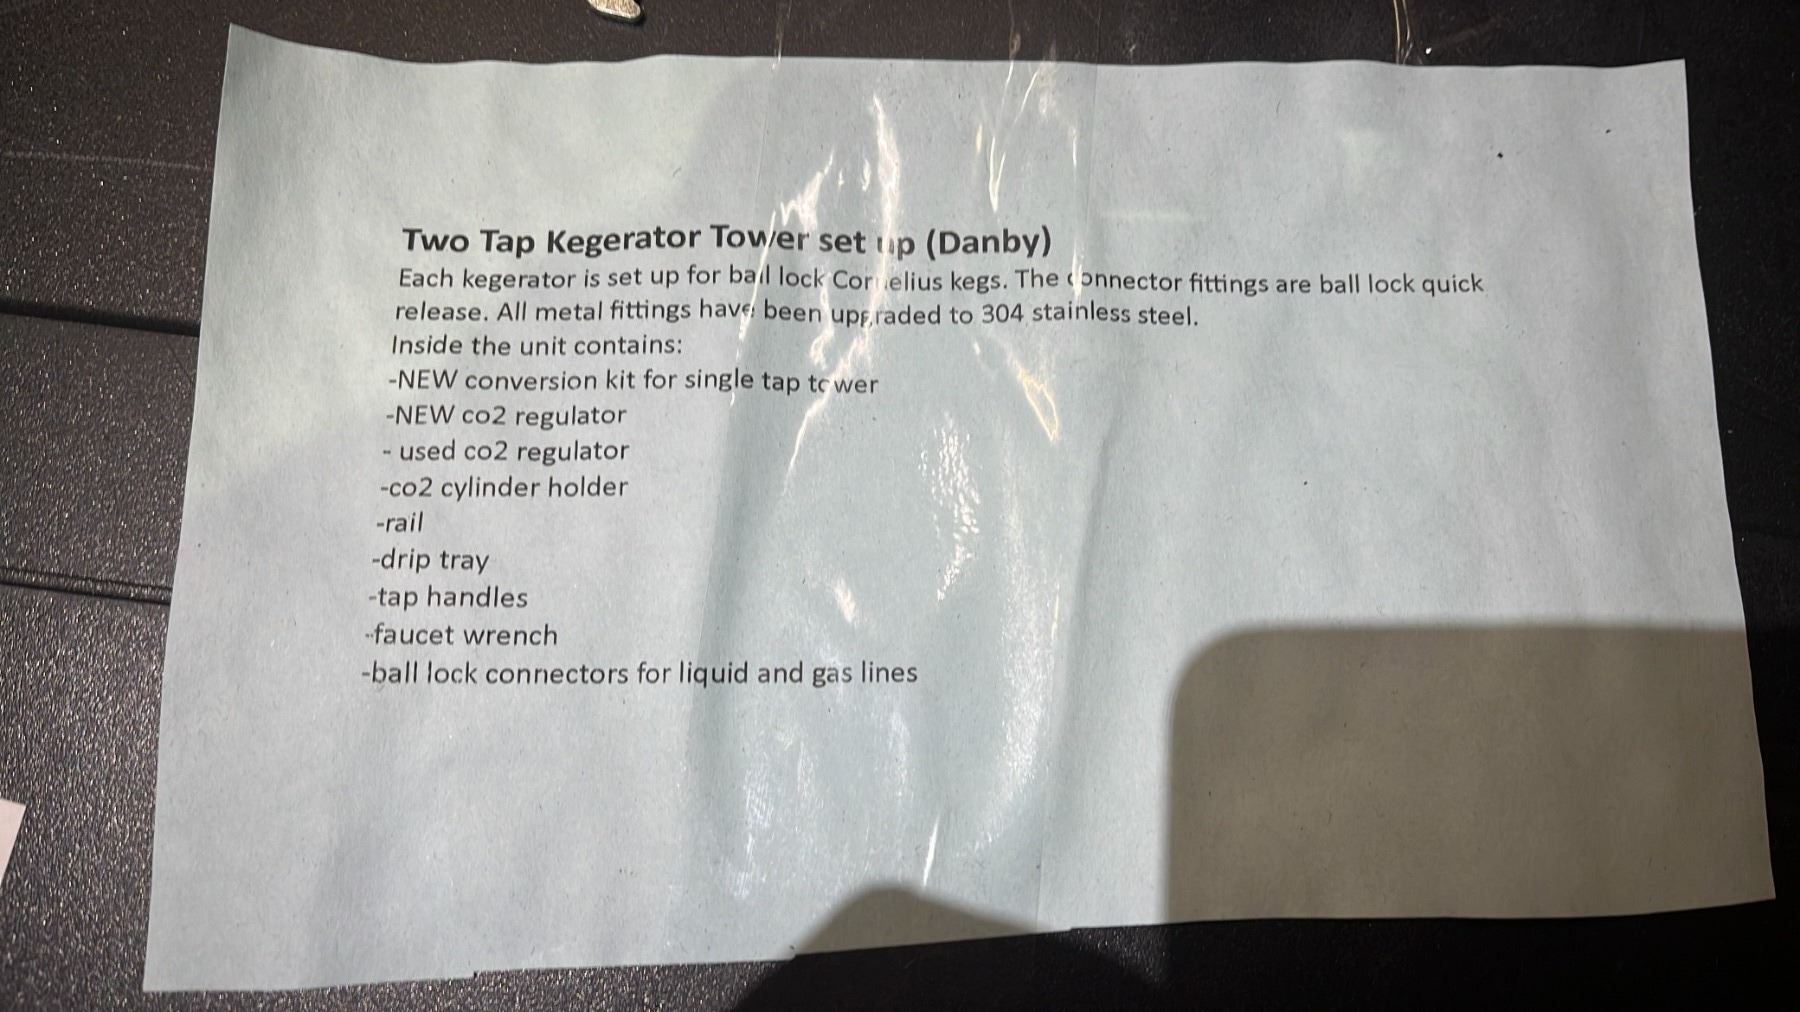 Two Tap Kegerator Tower set up (Danby)
Each kegerator is set up for ball lock Cornelius kegs. The connector fittings are ball lock quick
release. All metal fittings have been upgraded to 304 stainless steel.
Inside the unit contains:
-NEW conversion kit for single tap tower
-NEW co2 regulator
- used co2 regulator
-co2 cylinder holder
-rail
-drip tray
-tap handles
-faucet wrench
-ball lock connectors for liquid and gas lines